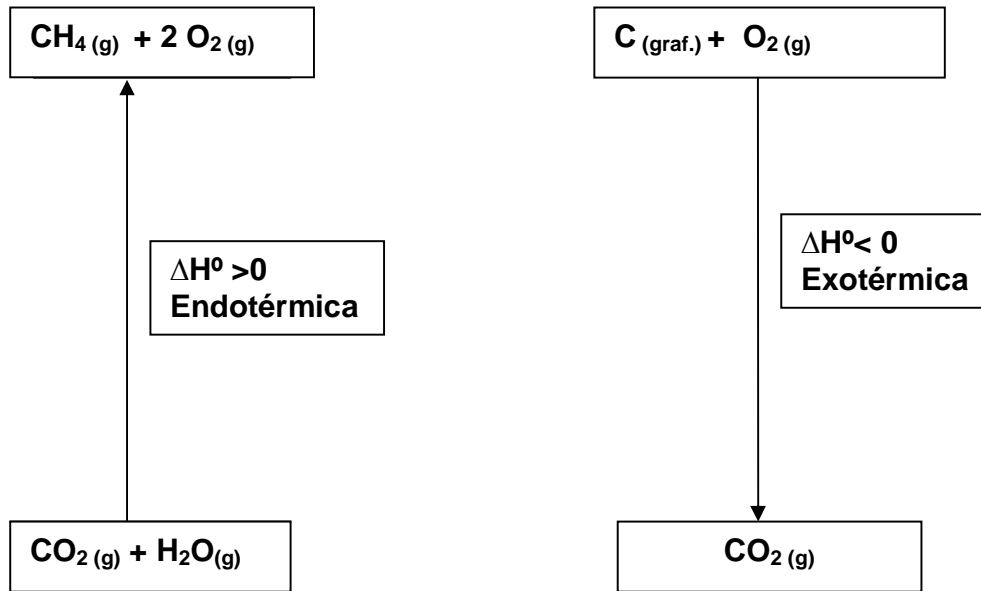 CH₄ (g) + 2 O₂ (g)
C (graf.) + O₂ (g)
∆Hº >0
Endotérmica
∆Hº< 0
Exotérmica
CO₂ (g) + H₂O(g)
CO₂ (g)